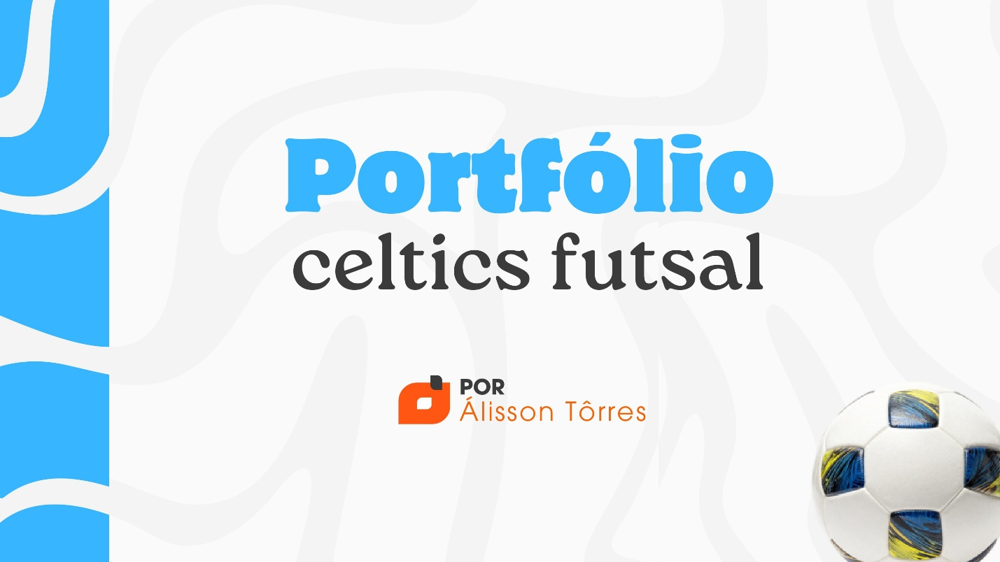 Portfólio
celtics futsal
POR
Álisson Tôrres